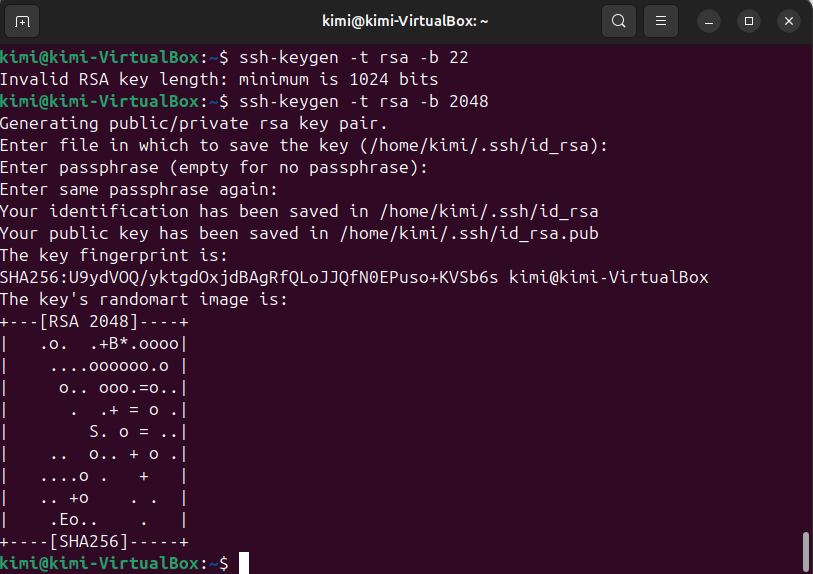 kimi@kimi-VirtualBox: ~
kimi@kimi-VirtualBox:~$ ssh-keygen -t rsa -b 22
Invalid RSA key length: minimum is 1024 bits
kimi@kimi-VirtualBox:~$ ssh-keygen -t rsa -b 2048
Generating public/private rsa key pair.
Enter file in which to save the key (/home/kimi/.ssh/id_rsa):
Enter passphrase (empty for no passphrase):
Enter same passphrase again:
Your identification has been saved in /home/kimi/.ssh/id_rsa
Your public key has been saved in /home/kimi/.ssh/id_rsa.pub
The key fingerprint is:
SHA256:U9ydVOQ/yktgdOxjdBAgRfQLoJJQfN0EPuso+KVSb6s kimi@kimi-VirtualBox
The key's randomart image is:
+---[RSA 2048]----+
|   .o.  .+B*.oooo|
|    ....oooooo.o |
|     o.. ooo.=o..|
|      .  .+ = o .|
|        S. o = ..|
|    ..  o.. + o .|
|   ....o .   +   |
|   .. +o    . .  |
|    .Eo..    .   |
+----[SHA256]-----+
kimi@kimi-VirtualBox:~$